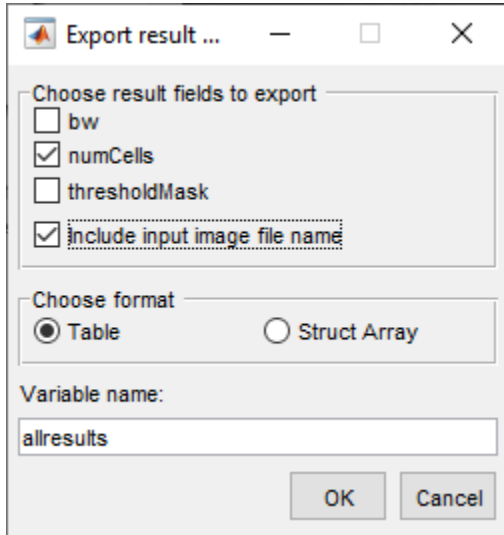 Export result ...
Choose result fields to export
bw
numCells
thresholdMask
Include input image file name
Choose format
Table Struct Array
Variable name:
allresults
OK Cancel